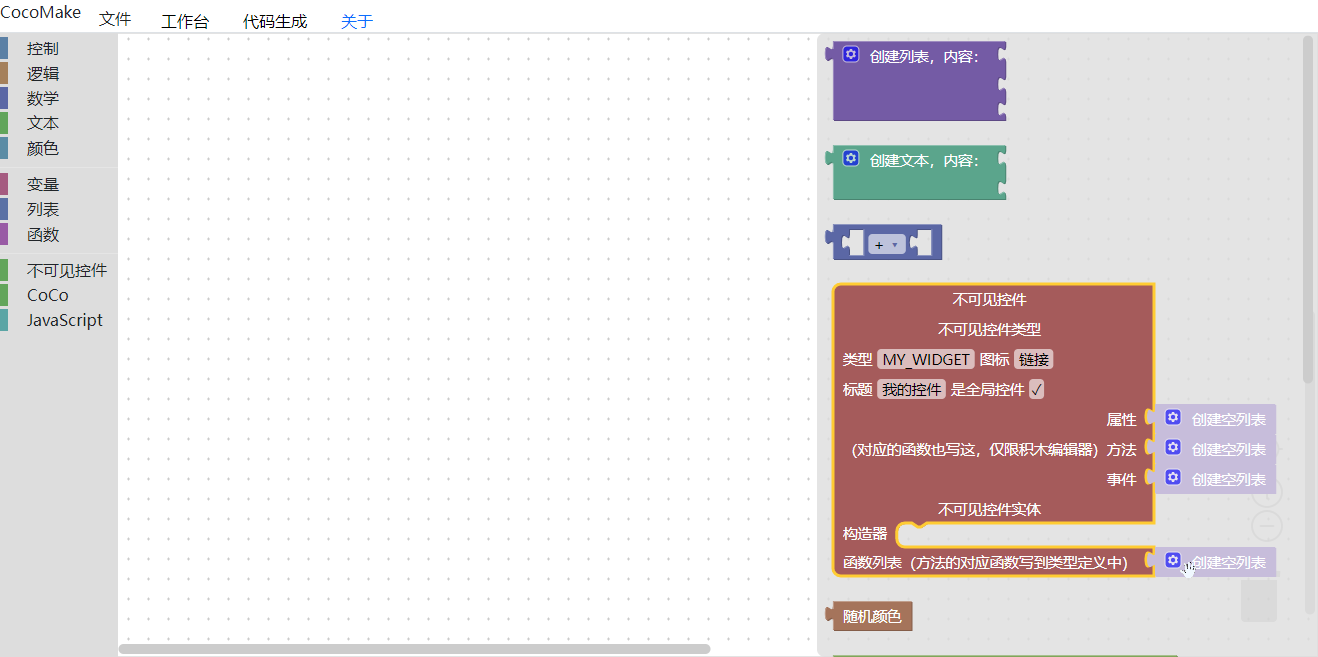 CocoMake 文件 工作台 代码生成 关于
控制
逻辑
数学
文本
颜色
变量
列表
函数
不可见控件
CoCo
JavaScript
创建列表，内容：
创建文本，内容：
+
不可见控件
不可见控件类型
类型 MY_WIDGET 图标 链接
标题 我的控件 是全局控件 ✓
属性 创建空列表
(对应的函数也写这，仅限积木编辑器) 方法 创建空列表
事件 创建空列表
不可见控件实体
构造器
函数列表 (方法的对应函数写到类型定义中) 创建空列表
随机颜色